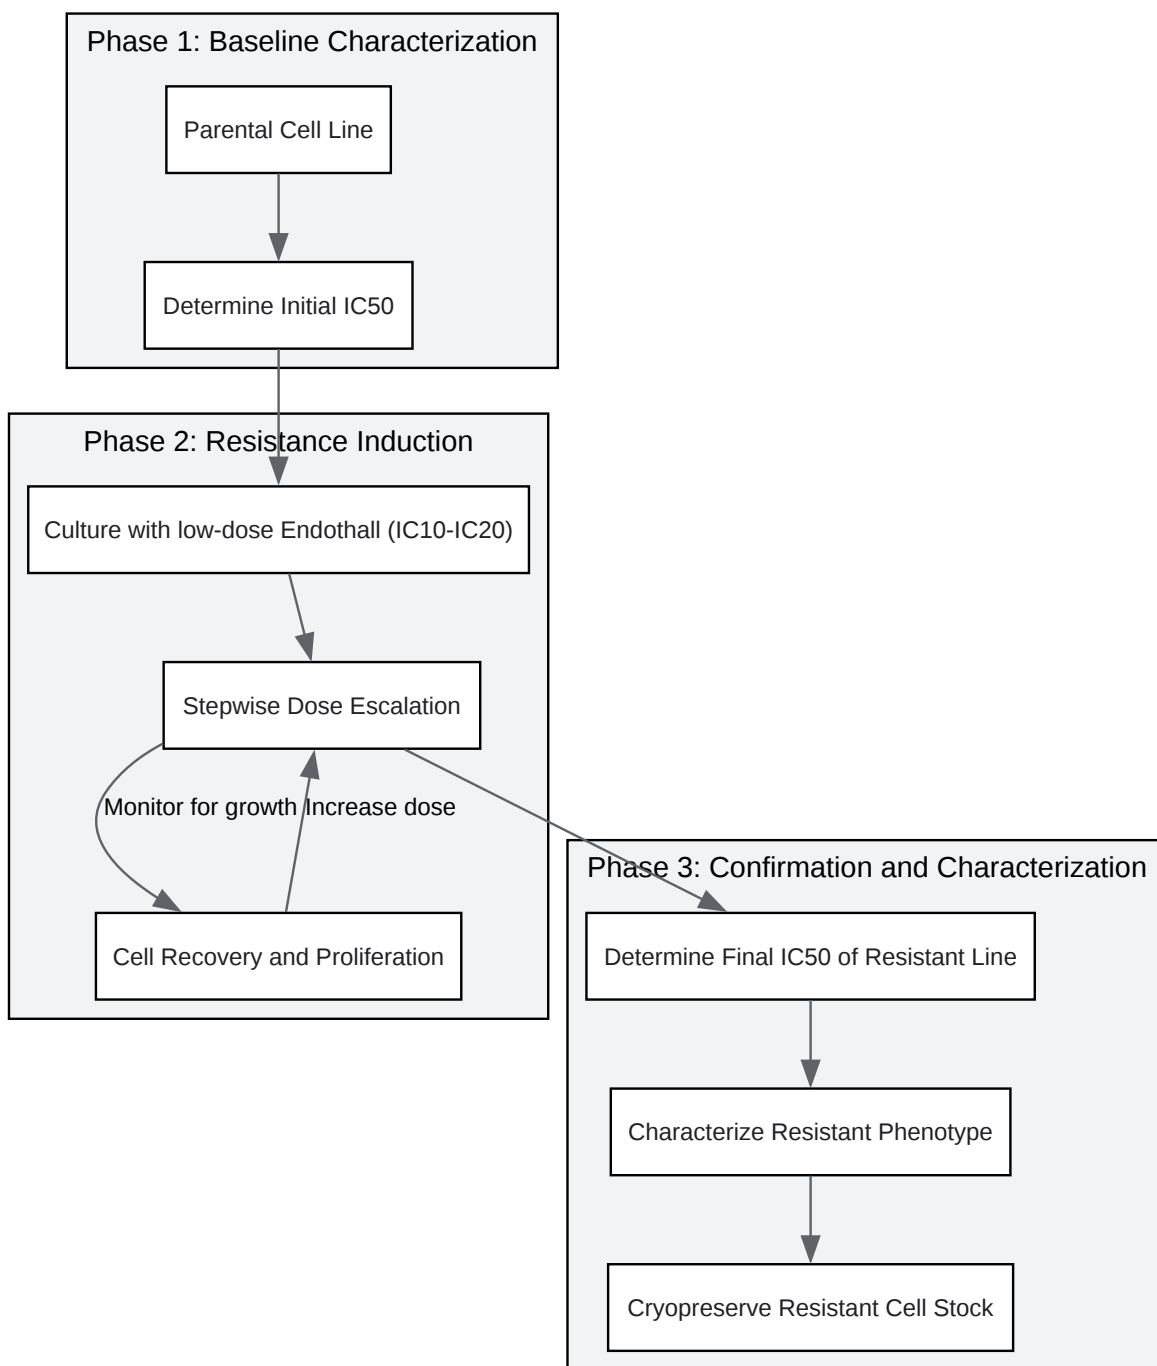 Phase 1: Baseline Characterization
Parental Cell Line
Determine Initial IC50
Phase 2: Resistance Induction
Culture with low-dose Endothall (IC10-IC20)
Stepwise Dose Escalation
Monitor for growth
Increase dose
Cell Recovery and Proliferation
Phase 3: Confirmation and Characterization
Determine Final IC50 of Resistant Line
Characterize Resistant Phenotype
Cryopreserve Resistant Cell Stock